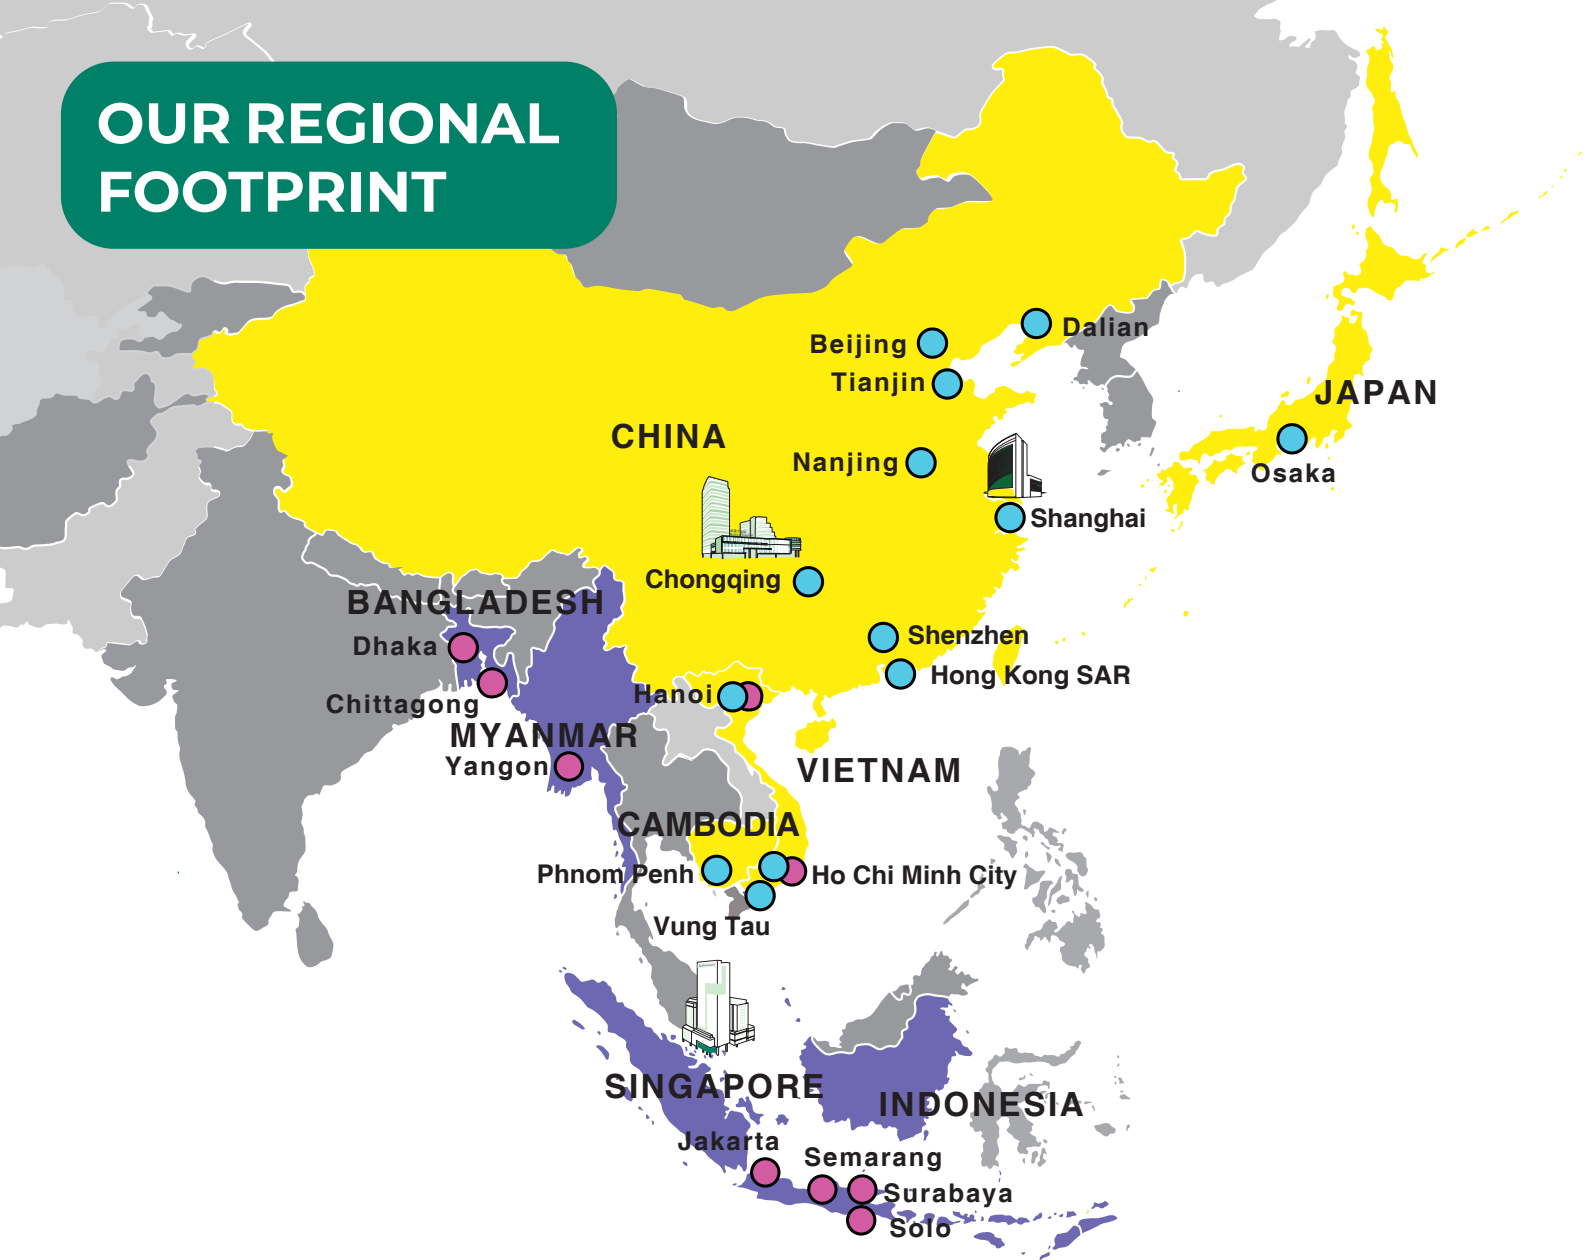 OUR REGIONAL
FOOTPRINT
Beijing
Dalian
Tianjin
JAPAN
CHINA
Nanjing
Osaka
Shanghai
Chongqing
BANGLADESH
Dhaka
Shenzhen
Hong Kong SAR
Hanoi
Chittagong
MYANMAR
Yangon
VIETNAM
CAMBODIA
Phnom Penh
Ho Chi Minh City
Vung Tau
SINGAPORE
INDONESIA
Jakarta
Semarang
Surabaya
Solo